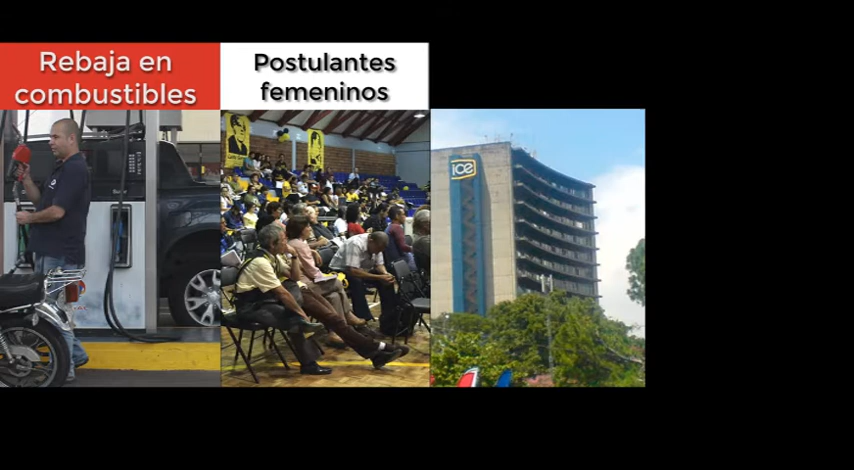 Rebaja en
combustibles
Postulantes
femeninos
ice